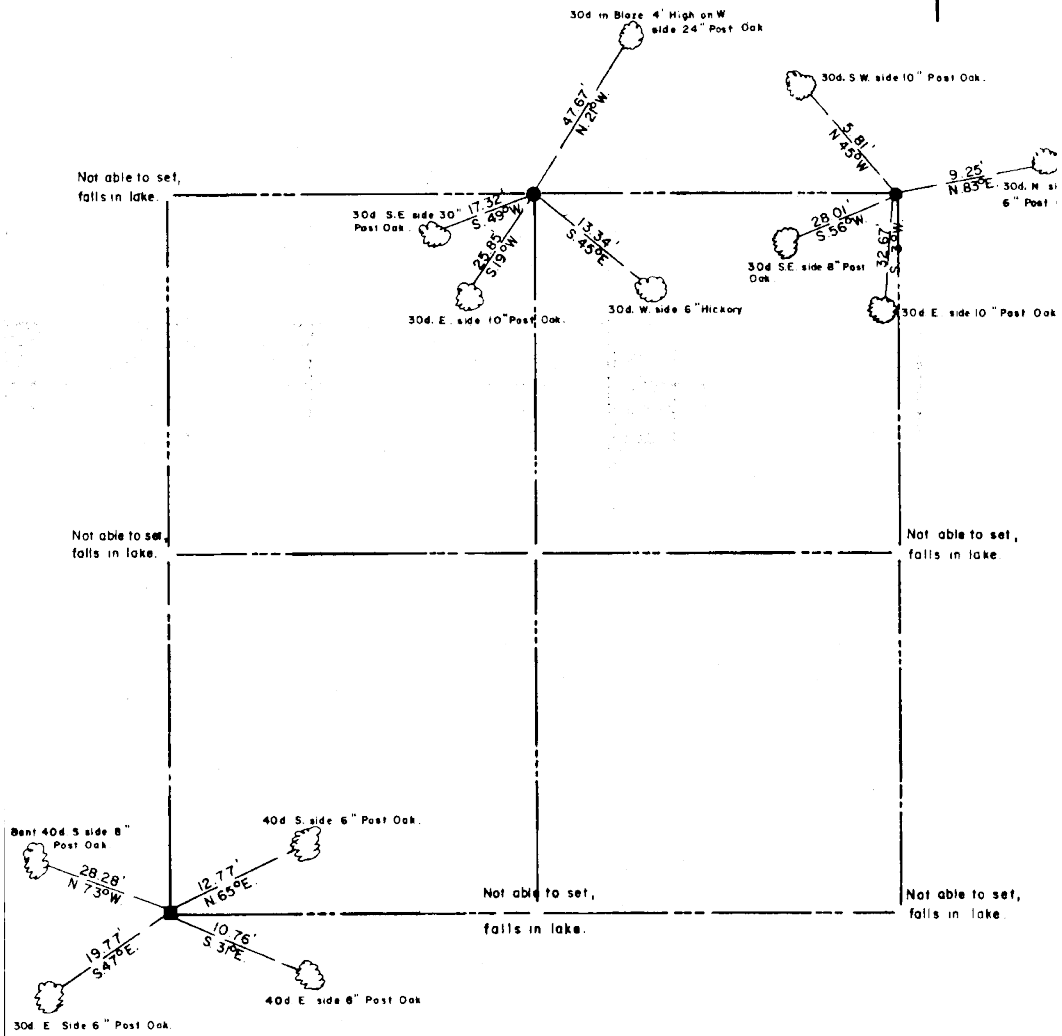 30d in Blaze 4' High on W
side 24" Post Oak
47.67'
N. 21°W.
30d. S.W. side 10" Post Oak.
5.81'
N 45°W
9.25'
N.83°E.
30d. N
6" Post
Not able to set,
falls in lake.
30d S.E side 30"
Post Oak.
17.32'
S. 49°W.
25.85'
S 19°W
30d. E. side 10" Post Oak.
13.34'
S. 45°E
30d. W. side 6" Hickory
28.01'
S. 56°W.
30d S.E. side 8" Post
Oak.
32.67'
S. 3°W.
30d E. side 10" Post Oak
Not able to set,
falls in lake.
Not able to set,
falls in lake.
Bent 40d S side 8"
Post Oak
28.28'
N 73°W
40d S. side 6" Post Oak.
12.77'
N. 65°E.
19.77'
S.47°E.
30d E Side 6" Post Oak.
10.76'
S. 31°E.
40d E side 6" Post Oak
Not able to set,
falls in lake.
Not able to set,
falls in lake.